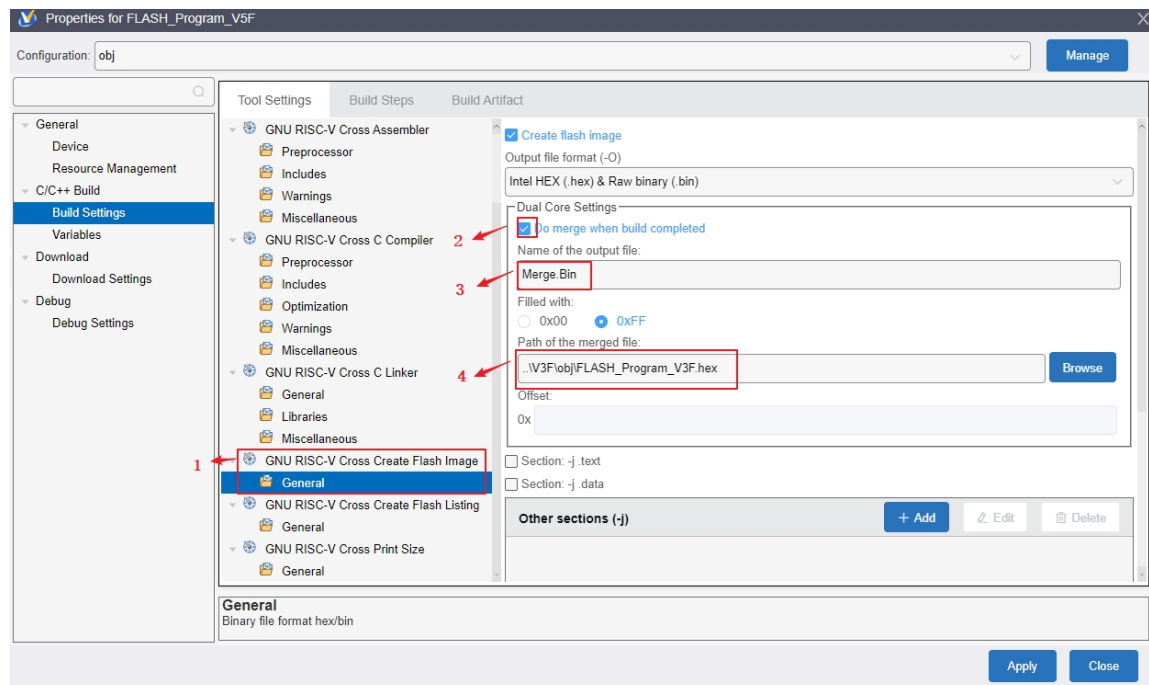 Properties for FLASH_Program_V5F
X
Configuration: obj
Manage
General
Device
Resource Management
C/C++ Build
Build Settings
Variables
Download
Download Settings
Debug
Debug Settings
Tool Settings Build Steps Build Artifact
GNU RISC-V Cross Assembler
Preprocessor
Includes
Warnings
Miscellaneous
GNU RISC-V Cross C Compiler
Preprocessor
Includes
Optimization
Warnings
Miscellaneous
GNU RISC-V Cross C Linker
General
Libraries
Miscellaneous
1
GNU RISC-V Cross Create Flash Image
General
GNU RISC-V Cross Create Flash Listing
General
GNU RISC-V Cross Print Size
General
Create flash image
Output file format (-O)
Intel HEX (.hex) & Raw binary (.bin)
Dual Core Settings
2
Do merge when build completed
Name of the output file:
3
Merge.Bin
Filled with:
0x00 0xFF
Path of the merged file:
4
..\V3F\obj\FLASH_Program_V3F.hex
Browse
Offset:
0x
Section: -j .text
Section: -j .data
Other sections (-j)
+ Add Edit Delete
General
Binary file format hex/bin
Apply Close